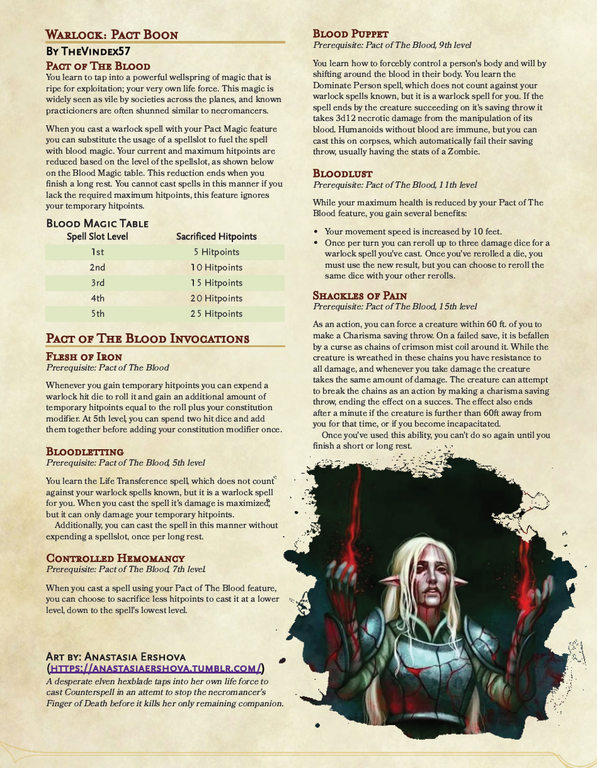 Warlock: Pact Boon
By TheVindex57
Pact of The Blood
You learn to tap into a powerful wellspring of magic that is
ripe for exploitation; your very own life force. This magic is
widely seen as vile by societies across the planes, and known
practicioners are often shunned similar to necromancers.
When you cast a warlock spell with your Pact Magic feature
you can substitute the usage of a spellslot to fuel the spell
with blood magic. Your current and maximum hitpoints are
reduced based on the level of the spellslot, as shown below
on the Blood Magic table. This reduction ends when you
finish a long rest. You cannot cast spells in this manner if you
lack the required maximum hitpoints, this feature ignores
your temporary hitpoints.
Blood Magic Table
Spell Slot Level Sacrificed Hitpoints
1st 5 Hitpoints
2nd 10 Hitpoints
3rd 15 Hitpoints
4th 20 Hitpoints
5th 25 Hitpoints
Pact of The Blood Invocations
Flesh of Iron
Prerequisite: Pact of The Blood
Whenever you gain temporary hitpoints you can expend a
warlock hit die to roll it and gain an additional amount of
temporary hitpoints equal to the roll plus your constitution
modifier. At 5th level, you can spend two hit dice and add
them together before adding your constitution modifier once.
Bloodletting
Prerequisite: Pact of The Blood, 5th level
You learn the Life Transference spell, which does not count
against your warlock spells known, but it is a warlock spell
for you. When you cast the spell it's damage is maximized,
but it can only damage your temporary hitpoints.
Additionally, you can cast the spell in this manner without
expending a spellslot, once per long rest.
Controlled Hemomancy
Prerequisite: Pact of The Blood, 7th level
When you cast a spell using your Pact of The Blood feature,
you can choose to sacrifice less hitpoints to cast it at a lower
level, down to the spell's lowest level.
Art by: Anastasia Ershova
(https://anastasiaershova.tumblr.com/)
A desperate elven hexblade taps into her own life force to
cast Counterspell in an attemt to stop the necromancer's
Finger of Death before it kills her only remaining companion.
Blood Puppet
Prerequisite: Pact of The Blood, 9th level
You learn how to forcebly control a person's body and will by
shifting around the blood in their body. You learn the
Dominate Person spell, which does not count against your
warlock spells known, but it is a warlock spell for you. If the
spell ends by the creature succeeding on it's saving throw it
takes 3d12 necrotic damage from the manipulation of its
blood. Humanoids without blood are immune, but you can
cast this on corpses, which automatically fail their saving
throw, usually having the stats of a Zombie.
Bloodlust
Prerequisite: Pact of The Blood, 11th level
While your maximum health is reduced by your Pact of The
Blood feature, you gain several benefits:
• Your movement speed is increased by 10 feet.
• Once per turn you can reroll up to three damage dice for a
warlock spell you've cast. Once you've rerolled a die, you
must use the new result, but you can choose to reroll the
same dice with your other rerolls.
Shackles of Pain
Prerequisite: Pact of The Blood, 15th level
As an action, you can force a creature within 60 ft. of you to
make a Charisma saving throw. On a failed save, it is befallen
by a curse as chains of crimson mist coil around it. While the
creature is wreathed in these chains you have resistance to
all damage, and whenever you take damage the creature
takes the same amount of damage. The creature can attempt
to break the chains as an action by making a charisma saving
throw, ending the effect on a succes. The effect also ends
after a minute if the creature is further than 60ft away from
you for that time, or if you become incapacitated.
Once you've used this ability, you can't do so again until you
finish a short or long rest.